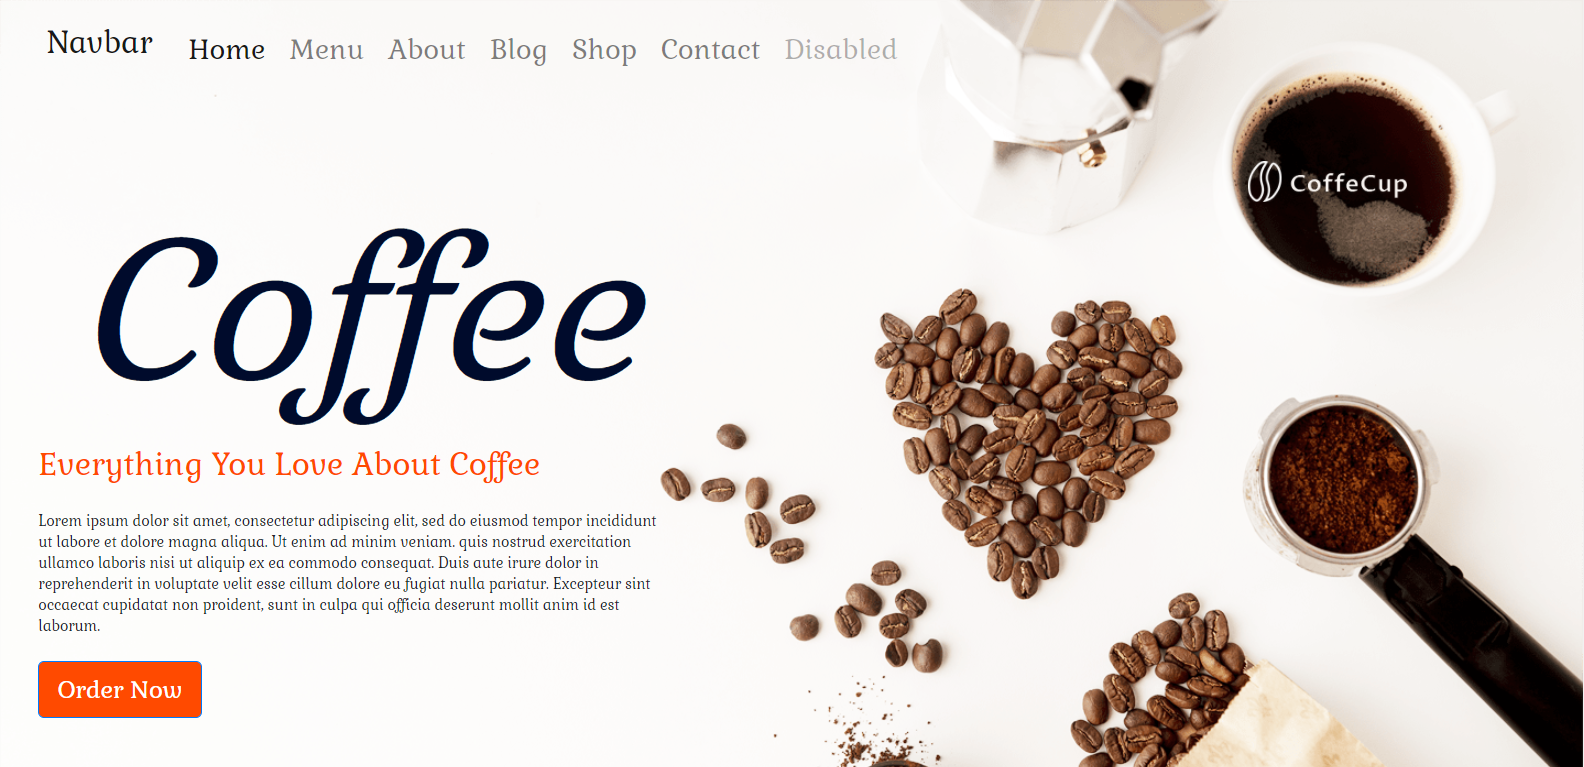 Navbar Home Menu About Blog Shop Contact Disabled
CoffeCup
Coffee
Everything You Love About Coffee
Lorem ipsum dolor sit amet, consectetur adipiscing elit, sed do eiusmod tempor incididunt
ut labore et dolore magna aliqua. Ut enim ad minim veniam. quis nostrud exercitation
ullamco laboris nisi ut aliquip ex ea commodo consequat. Duis aute irure dolor in
reprehenderit in voluptate velit esse cillum dolore eu fugiat nulla pariatur. Excepteur sint
occaecat cupidatat non proident, sunt in culpa qui officia deserunt mollit anim id est
laborum.
Order Now